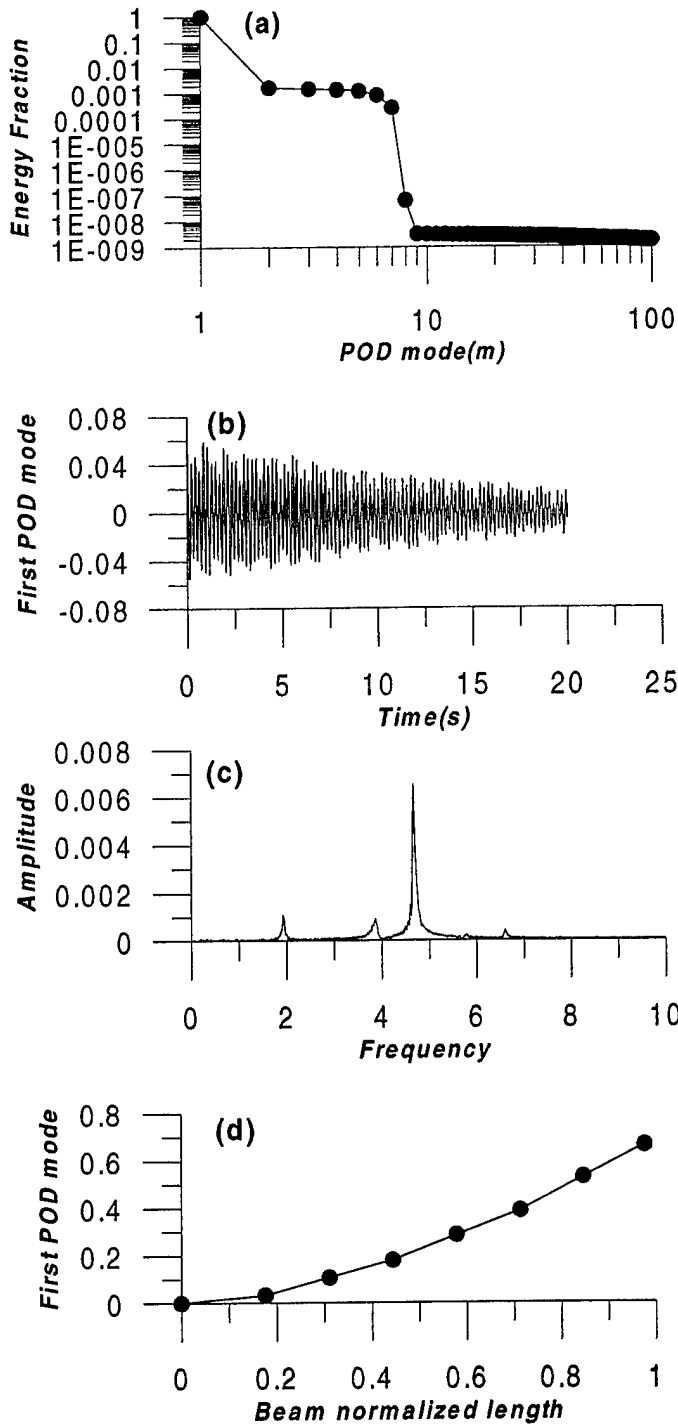 (a)
Energy Fraction
1
0.1
0.01
0.001
0.0001
1E-005
1E-006
1E-007
1E-008
1E-009
1 10 100
POD mode(m)
(b)
First POD mode
0.08
0.04
0
-0.04
-0.08
0 5 10 15 20 25
Time(s)
(c)
Amplitude
0.008
0.006
0.004
0.002
0
0 2 4 6 8 10
Frequency
(d)
First POD mode
0.8
0.6
0.4
0.2
0
0 0.2 0.4 0.6 0.8 1
Beam normalized length